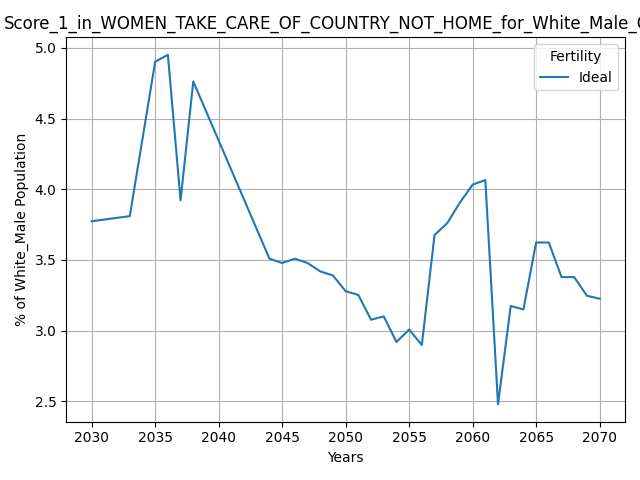 Score_1_in_WOMEN_TAKE_CARE_OF_COUNTRY_NOT_HOME_for_White_Male_
Fertility
Ideal
5.0
4.5
4.0
3.5
3.0
2.5
% of White_Male Population
2030 2035 2040 2045 2050 2055 2060 2065 2070
Years